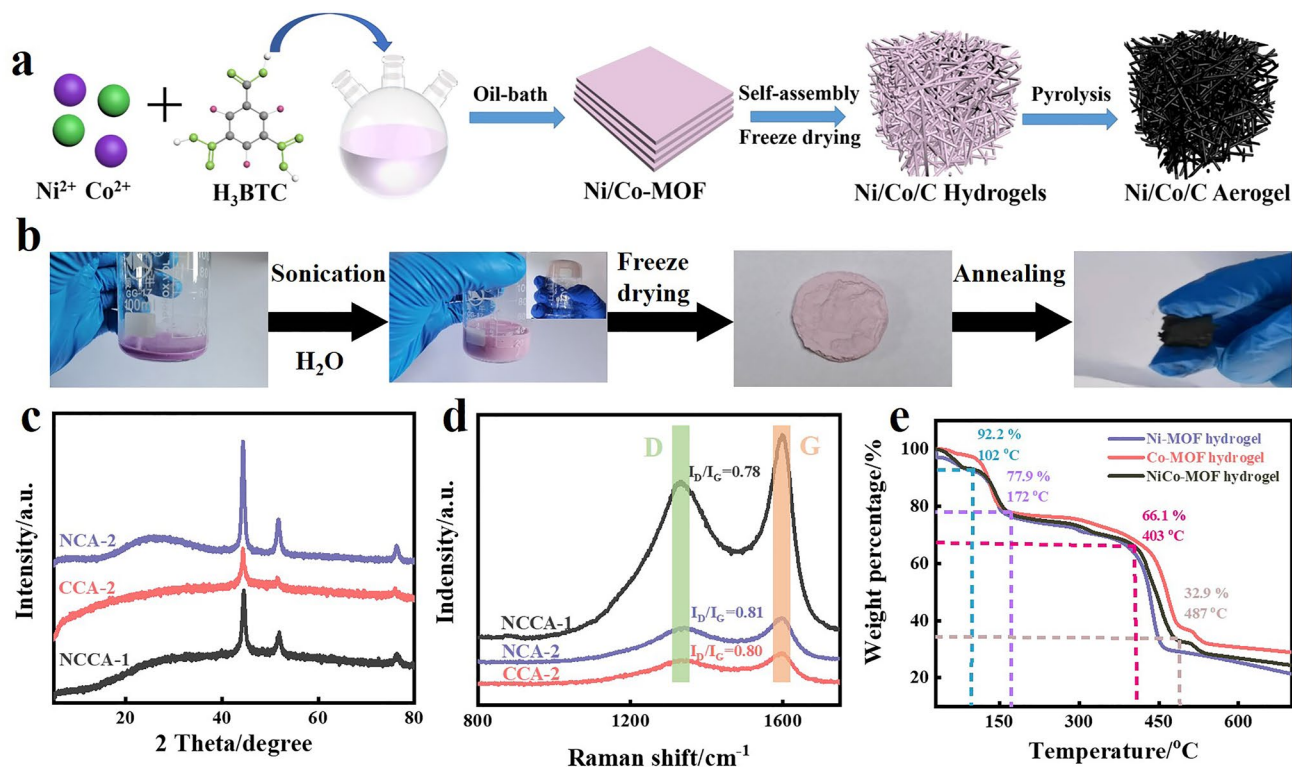 a
Ni²⁺ Co²⁺
+
H₃BTC
Oil-bath
Ni/Co-MOF
Self-assembly
Freeze drying
Ni/Co/C Hydrogels
Pyrolysis
Ni/Co/C Aerogel
b
GG-17
100m
Sonication
H₂O
Freeze
drying
Annealing
c
Intensity/a.u.
NCA-2
CCA-2
NCCA-1
20
40
60
80
2 Theta/degree
d
Indensity/a.u.
D
G
I_D/I_G=0.78
NCCA-1
I_D/I_G=0.81
NCA-2
I_D/I_G=0.80
CCA-2
800
1200
1600
Raman shift/cm⁻¹
e
Weight percentage/%
100
80
60
40
20
92.2 %
102 °C
77.9 %
172 °C
66.1 %
403 °C
32.9 %
487 °C
Ni-MOF hydrogel
Co-MOF hydrogel
NiCo-MOF hydrogel
150
300
450
600
Temperature/°C